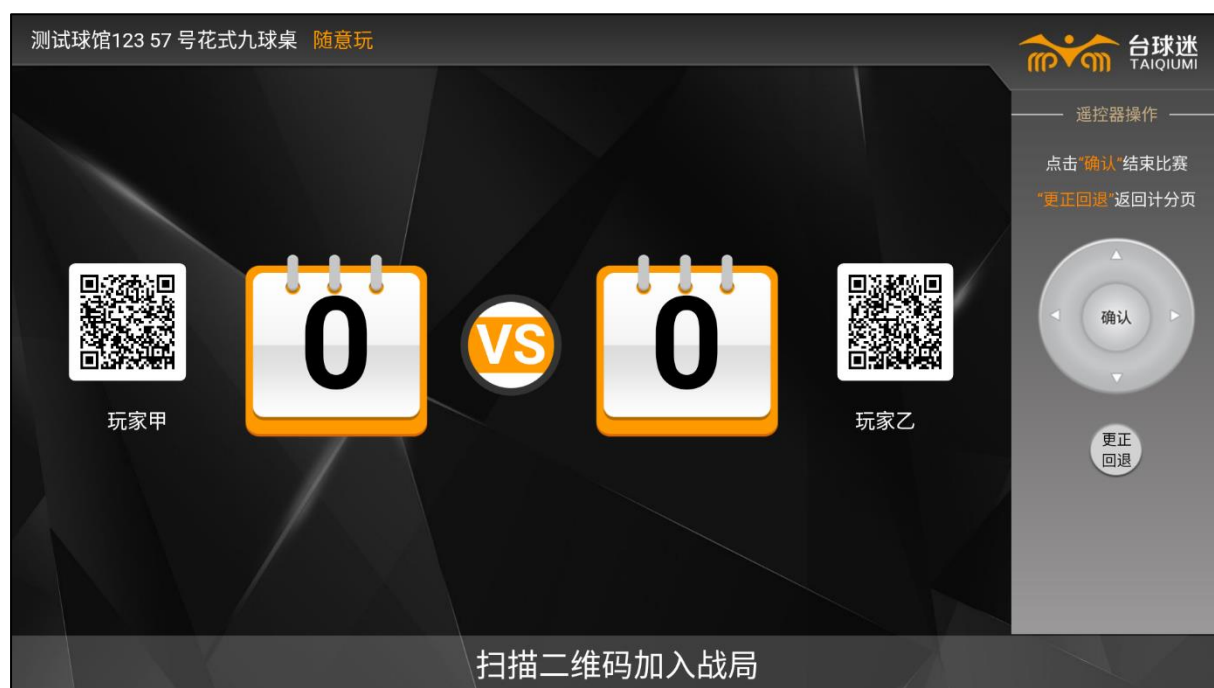 测试球馆123 57 号花式九球桌 随意玩
台球迷
TAIQIUMI
遥控器操作
点击"确认"结束比赛
"更正回退"返回计分页
0
VS
0
确认
玩家甲
玩家乙
更正
回退
扫描二维码加入战局